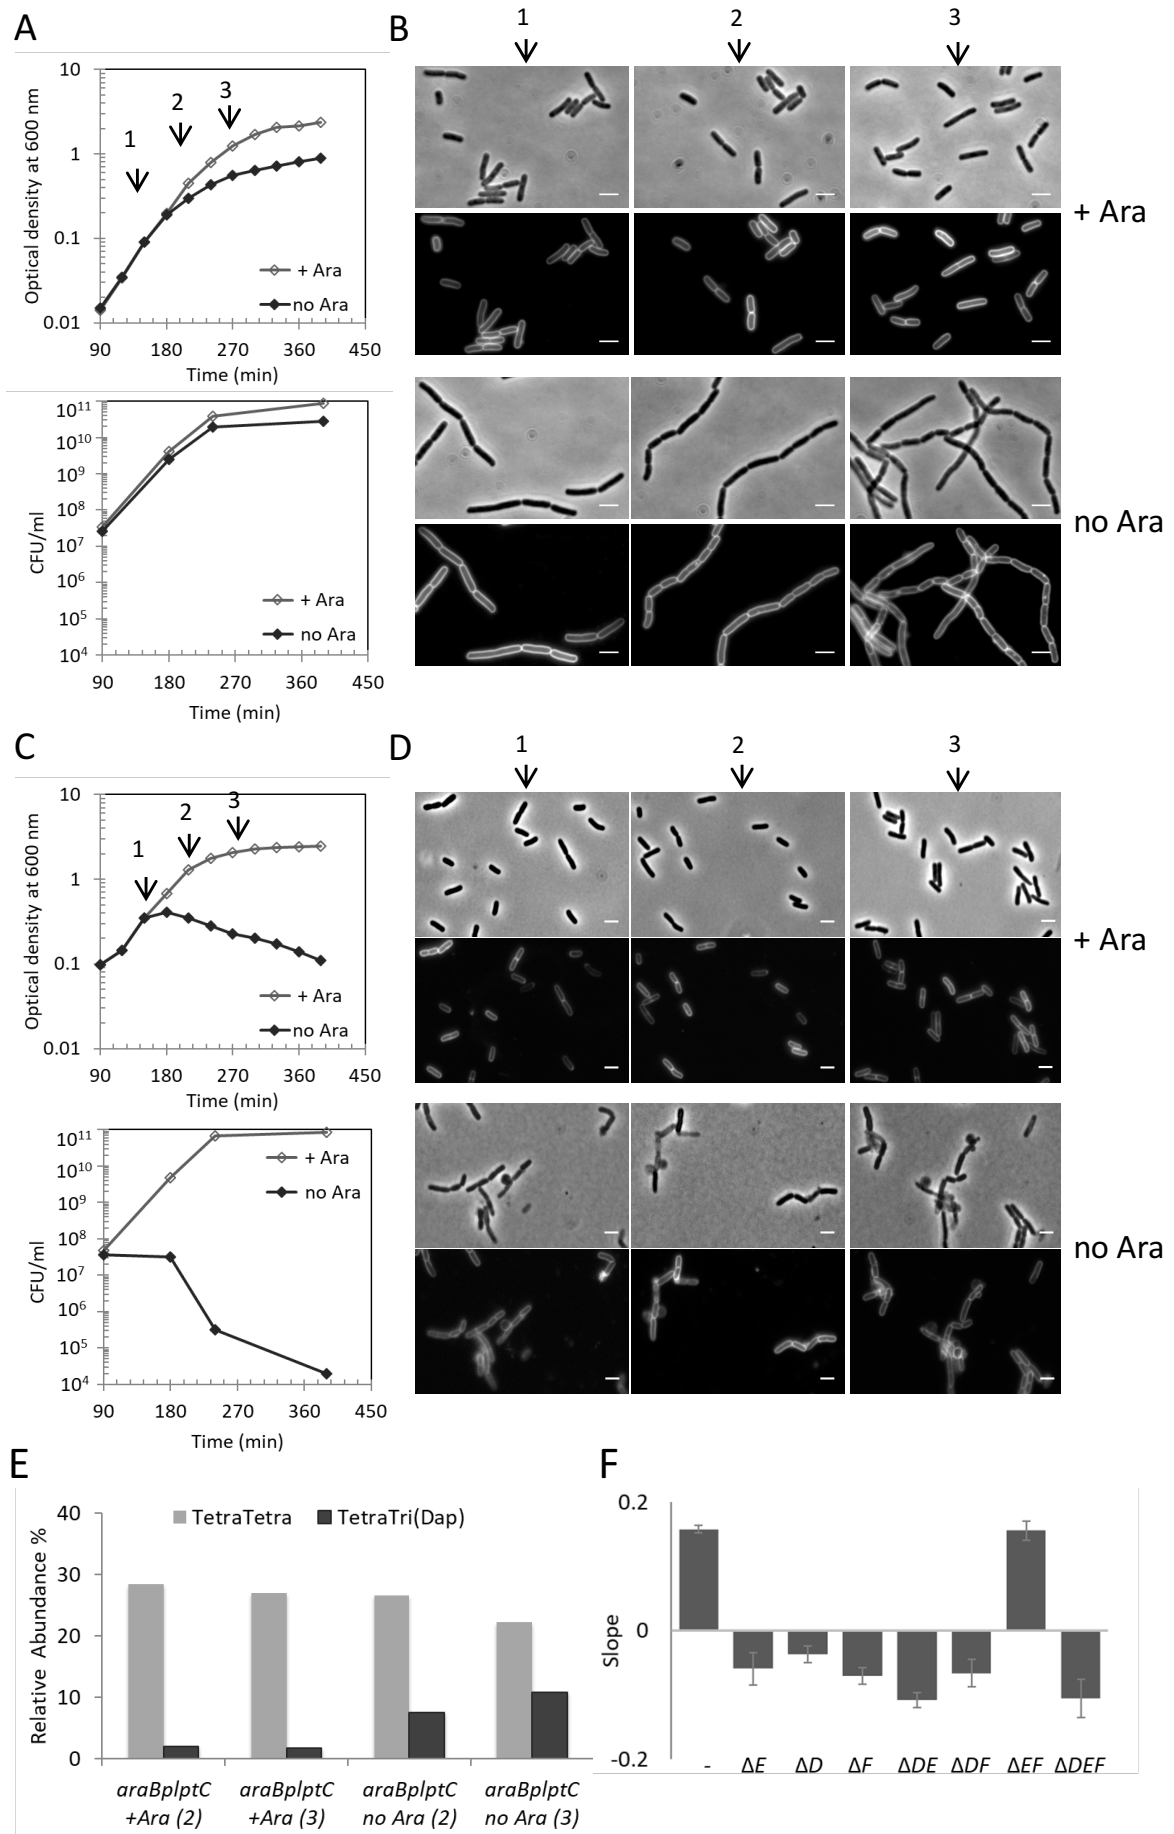 A
10
1
0.1
0.01
Optical density at 600 nm
1
2
3
+ Ara
no Ara
90 180 270 360 450
Time (min)
10¹¹
10¹⁰
10⁹
10⁸
10⁷
10⁶
10⁵
10⁴
CFU/ml
+ Ara
no Ara
90 180 270 360 450
Time (min)
B
1 2 3
+ Ara
no Ara
C
10
1
0.1
0.01
Optical density at 600 nm
1
2
3
+ Ara
no Ara
90 180 270 360 450
Time (min)
10¹¹
10¹⁰
10⁹
10⁸
10⁷
10⁶
10⁵
10⁴
CFU/ml
+ Ara
no Ara
90 180 270 360 450
Time (min)
D
1 2 3
+ Ara
no Ara
E
40
30
20
10
0
Relative Abundance %
TetraTetra TetraTri(Dap)
araBplptC araBplptC araBplptC araBplptC
+Ara (2) +Ara (3) no Ara (2) no Ara (3)
F
0.2
0
-0.2
Slope
- ΔE ΔD ΔF ΔDE ΔDF ΔEF ΔDEF